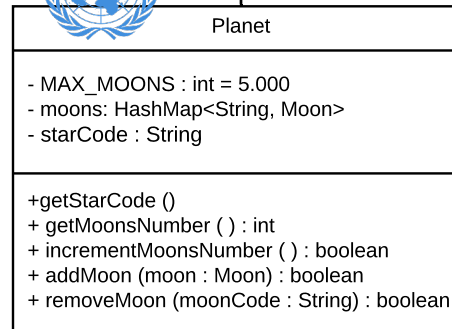 Planet
- MAX_MOONS : int = 5.000
- moons: HashMap<String, Moon>
- starCode : String
+getStarCode ()
+ getMoonsNumber ( ) : int
+ incrementMoonsNumber ( ) : boolean
+ addMoon (moon : Moon) : boolean
+ removeMoon (moonCode : String) : boolean